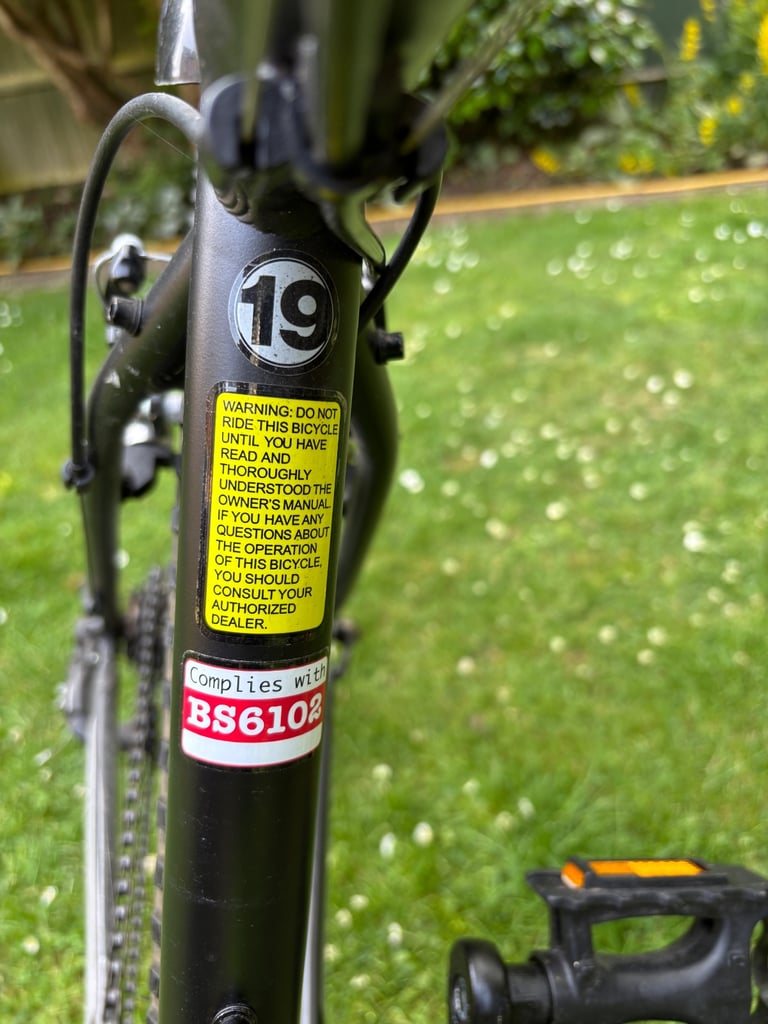 19
WARNING: DO NOT
RIDE THIS BICYCLE
UNTIL YOU HAVE
READ AND
THOROUGHLY
UNDERSTOOD THE
OWNER'S MANUAL.
IF YOU HAVE ANY
QUESTIONS ABOUT
THE OPERATION
OF THIS BICYCLE,
YOU SHOULD
CONSULT YOUR
AUTHORIZED
DEALER.
Complies with
BS6102